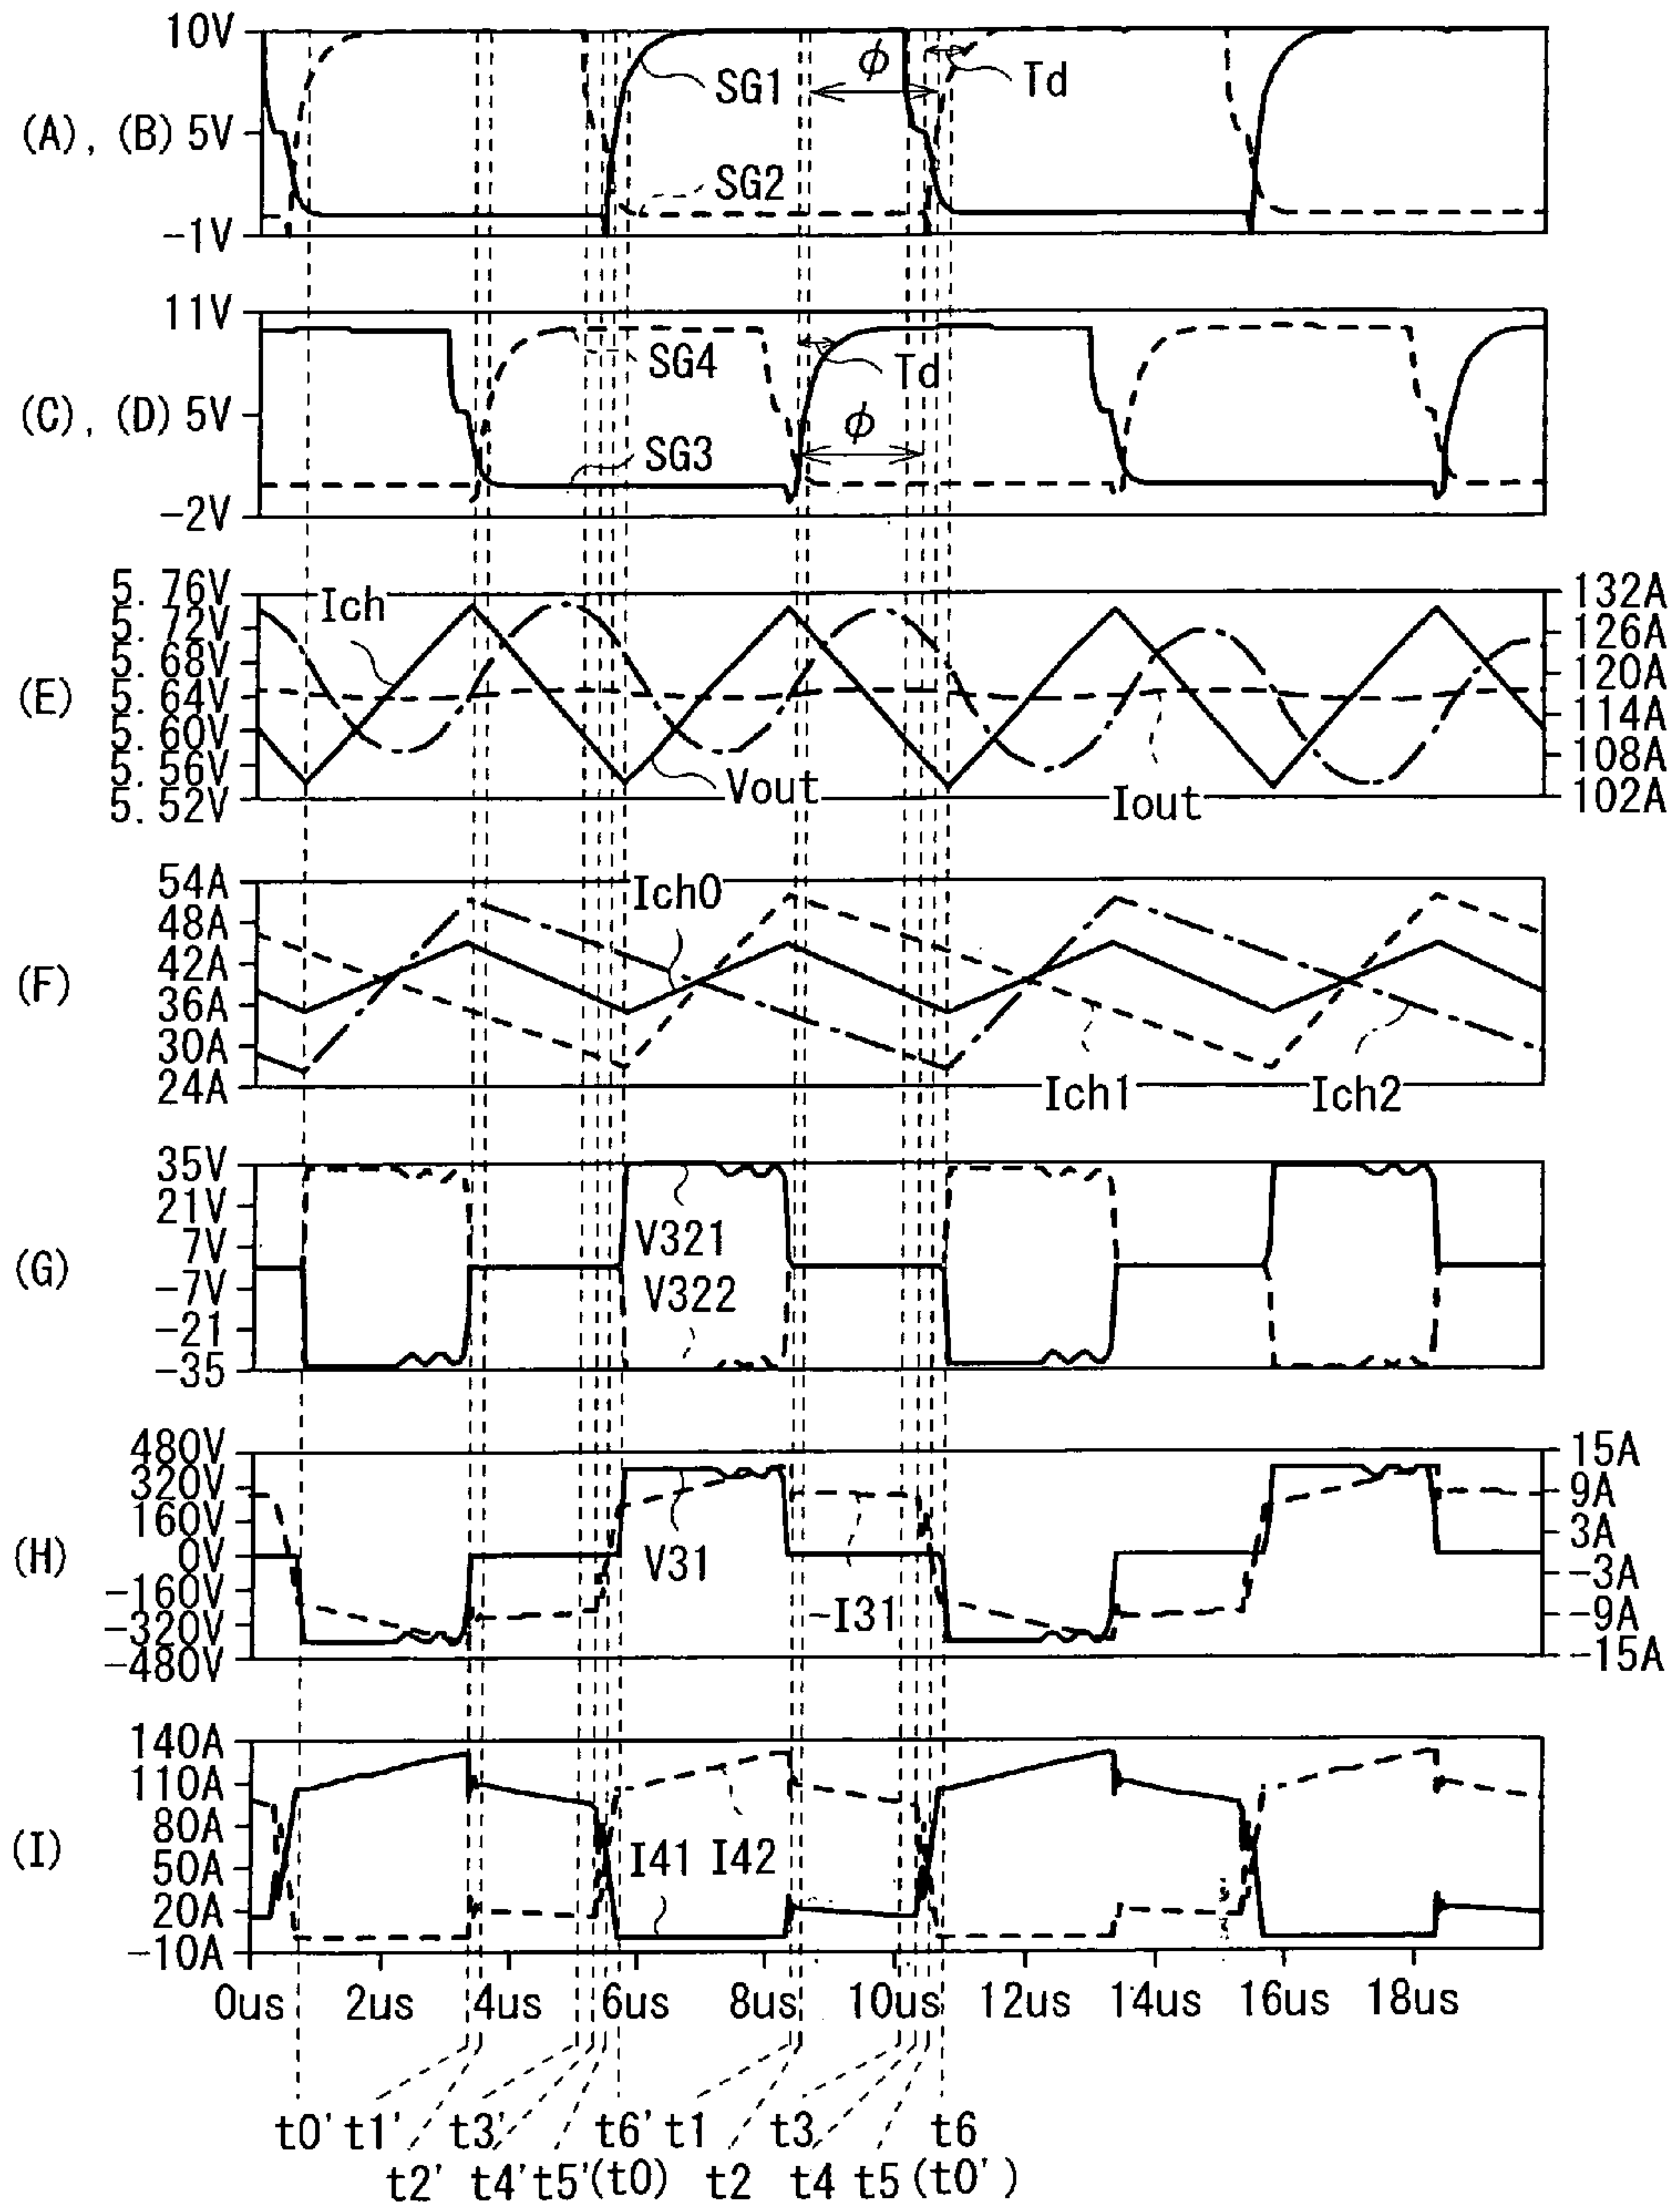 10V
(A), (B) 5V
-1V
SG1
SG2
ϕ
Td
11V
(C), (D) 5V
-2V
SG4
SG3
Td
ϕ
(E)
5. 76V
5. 72V
5. 68V
5. 64V
5. 60V
5. 56V
5. 52V
Ich
Vout
Iout
132A
126A
120A
114A
108A
102A
(F)
54A
48A
42A
36A
30A
24A
Ich0
Ich1
Ich2
(G)
35V
21V
7V
-7V
-21
-35
V321
V322
(H)
480V
320V
160V
0V
-160V
-320V
-480V
V31
-I31
15A
9A
3A
-3A
-9A
-15A
(I)
140A
110A
80A
50A
20A
-10A
I41 I42
0us 2us 4us 6us 8us 10us 12us 14us 16us 18us
t0' t1' t3' t6' t1 t3 t6
t2' t4' t5' (t0) t2 t4 t5 (t0' )